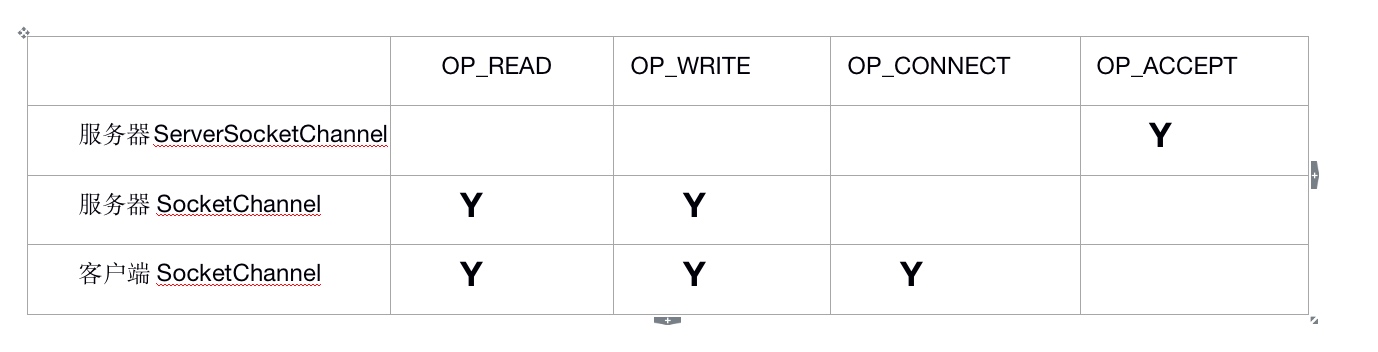 OP_READ OP_WRITE OP_CONNECT OP_ACCEPT
服务器ServerSocketChannel Y
服务器 SocketChannel Y Y
客户端 SocketChannel Y Y Y